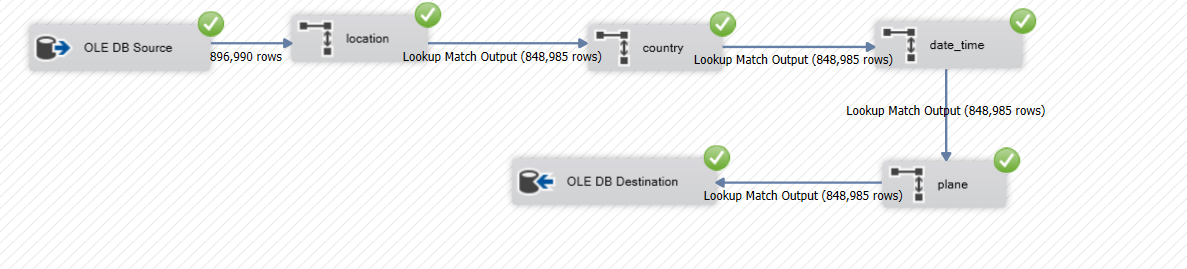 OLE DB Source
896,990 rows
location
Lookup Match Output (848,985 rows)
country
Lookup Match Output (848,985 rows)
date_time
Lookup Match Output (848,985 rows)
plane
Lookup Match Output (848,985 rows)
OLE DB Destination